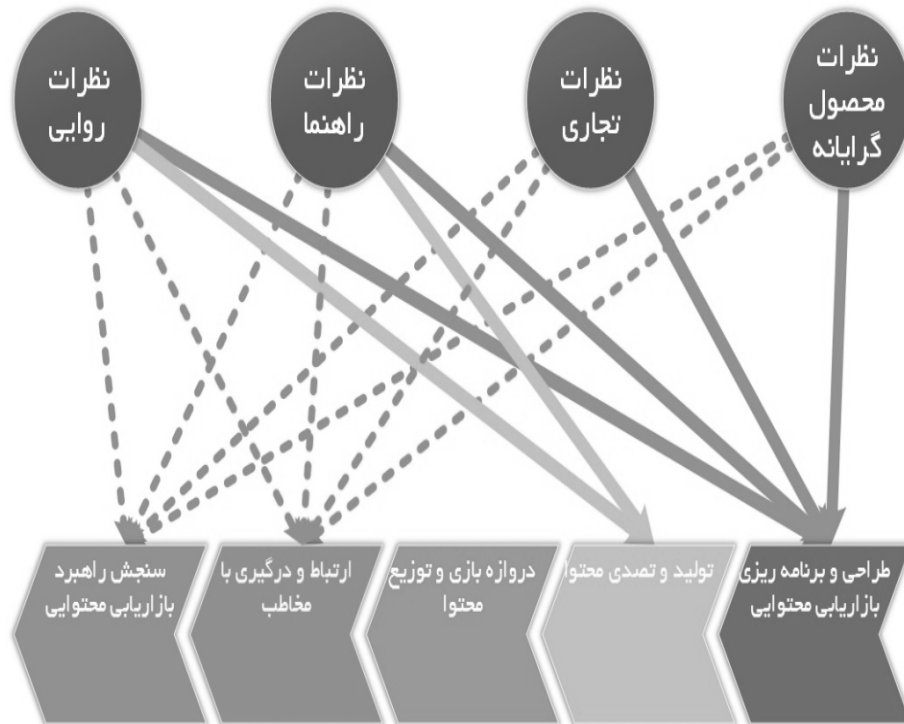 نظرات
محصول
گرایانه
نظرات
تجاری
نظرات
راهنما
نظرات
روایی
طراحی و برنامه ریزی
بازاریابی محتوایی
تولید و تصدی محتوا
دروازه بازی و توزیع
محتوا
ارتباط و درگیری با
مخاطب
سنجش راهبرد
بازاریابی محتوایی